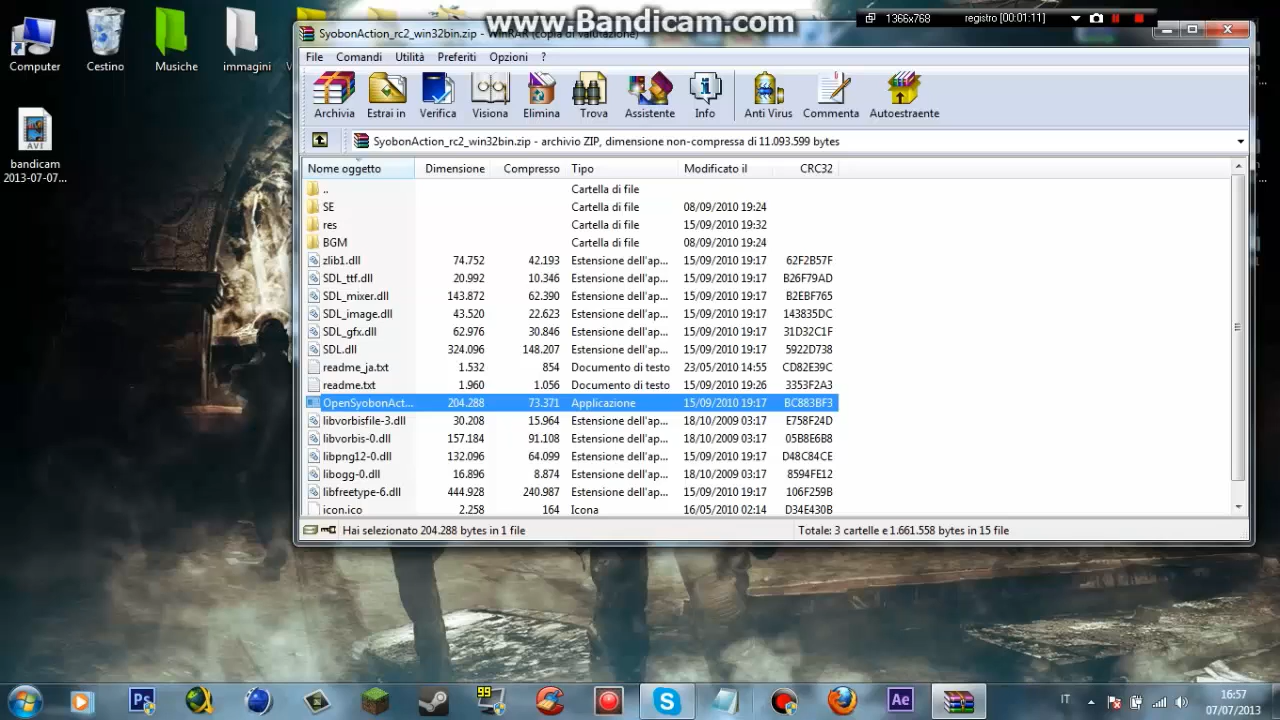 www.Bandicam.com
1366x768 registro [00:01:11]
Computer
Cestino
Musiche
immagini
bandicam
2013-07-07...
SyobonAction_rc2_win32bin.zip - WinRAR (copia di valutazione)
File Comandi Utilità Preferiti Opzioni ?
Archivia Estrai in Verifica Visiona Elimina Trova Assistente Info Anti Virus Commenta Autoestraente
SyobonAction_rc2_win32bin.zip - archivio ZIP, dimensione non-compressa di 11.093.599 bytes
Nome oggetto Dimensione Compresso Tipo Modificato il CRC32
.. Cartella di file
SE Cartella di file 08/09/2010 19:24
res Cartella di file 15/09/2010 19:32
BGM Cartella di file 08/09/2010 19:24
zlib1.dll 74.752 42.193 Estensione dell'ap... 15/09/2010 19:17 62F2B57F
SDL_ttf.dll 20.992 10.346 Estensione dell'ap... 15/09/2010 19:17 B26F79AD
SDL_mixer.dll 143.872 62.390 Estensione dell'ap... 15/09/2010 19:17 B2EBF765
SDL_image.dll 43.520 22.623 Estensione dell'ap... 15/09/2010 19:17 143835DC
SDL_gfx.dll 62.976 30.846 Estensione dell'ap... 15/09/2010 19:17 31D32C1F
SDL.dll 324.096 148.207 Estensione dell'ap... 15/09/2010 19:17 5922D738
readme_ja.txt 1.532 854 Documento di testo 23/05/2010 14:55 CD82E39C
readme.txt 1.960 1.056 Documento di testo 15/09/2010 19:26 3353F2A3
OpenSyobonAct... 204.288 73.371 Applicazione 15/09/2010 19:17 BC883BF3
libvorbisfile-3.dll 30.208 15.964 Estensione dell'ap... 18/10/2009 03:17 E758F24D
libvorbis-0.dll 157.184 91.108 Estensione dell'ap... 18/10/2009 03:17 05B8E6B8
libpng12-0.dll 132.096 64.099 Estensione dell'ap... 15/09/2010 19:17 D48C84CE
libogg-0.dll 16.896 8.874 Estensione dell'ap... 18/10/2009 03:17 8594FE12
libfreetype-6.dll 444.928 240.987 Estensione dell'ap... 15/09/2010 19:17 106F259B
icon.ico 2.258 164 Icona 16/05/2010 02:14 D34E430B
Hai selezionato 204.288 bytes in 1 file Totale: 3 cartelle e 1.661.558 bytes in 15 file
Ps
99
Ae
IT
16:57
07/07/2013